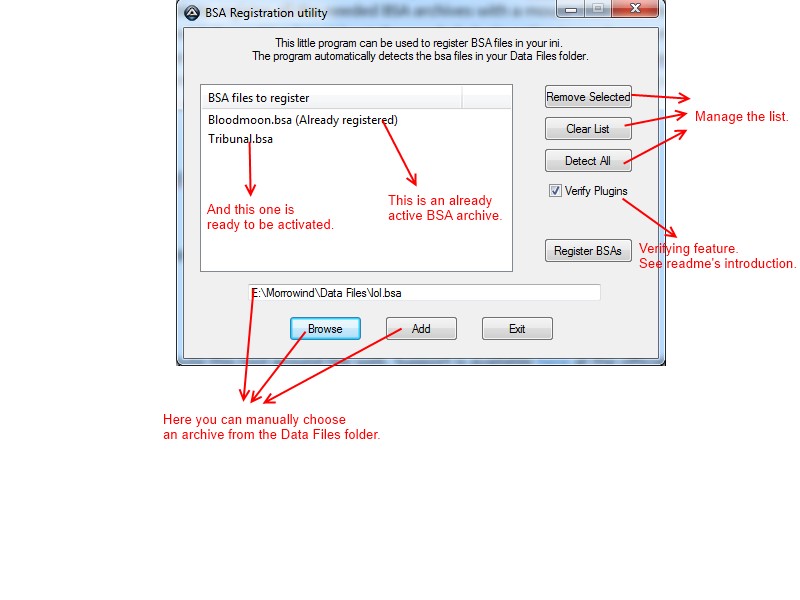 BSA Registration utility
This little program can be used to register BSA files in your ini.
The program automatically detects the bsa files in your Data Files folder.
BSA files to register
Bloodmoon.bsa (Already registered)
Tribunal.bsa
Remove Selected
Clear List
Detect All
Verify Plugins
Register BSAs
Manage the list.
This is an already
active BSA archive.
And this one is
ready to be activated.
Verifying feature.
See readme's introduction.
E:\Morrowind\Data Files\lol.bsa
Browse
Add
Exit
Here you can manually choose
an archive from the Data Files folder.